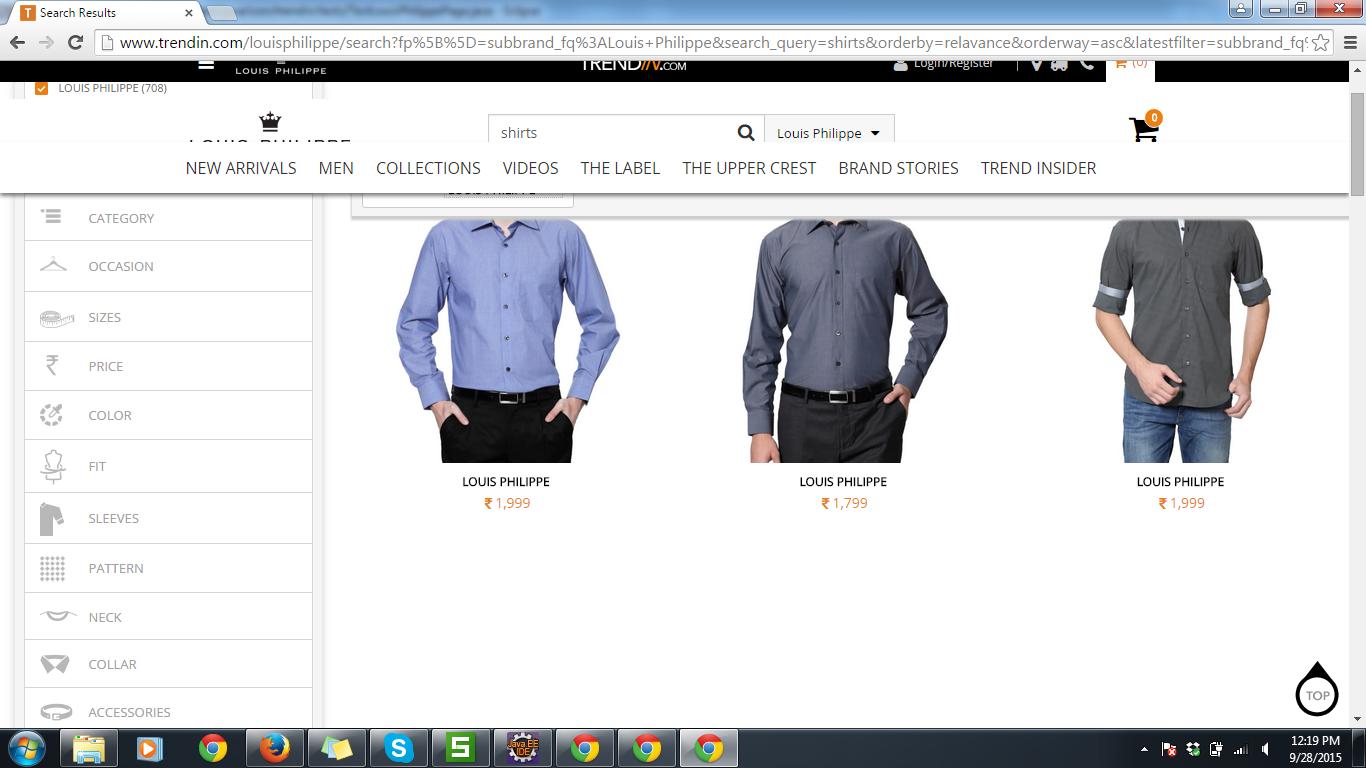 Search Results
www.trendin.com/louisphilippe/search?fp%5B%5D=subbrand_fq%3ALouis+Philippe&search_query=shirts&orderby=relavance&orderway=asc&latestfilter=subbrand_fq
LOUIS PHILIPPE TRENDIN.COM Login/Register (0)
LOUIS PHILIPPE (708)
LOUIS PHILIPPE shirts Louis Philippe 0
NEW ARRIVALS MEN COLLECTIONS VIDEOS THE LABEL THE UPPER CREST BRAND STORIES TREND INSIDER
LOUIS PHILIPPE
CATEGORY
OCCASION
SIZES
PRICE
COLOR
FIT
SLEEVES
PATTERN
NECK
COLLAR
ACCESSORIES
LOUIS PHILIPPE LOUIS PHILIPPE LOUIS PHILIPPE
₹ 1,999 ₹ 1,799 ₹ 1,999
TOP
Java EE
IDE
12:19 PM
9/28/2015